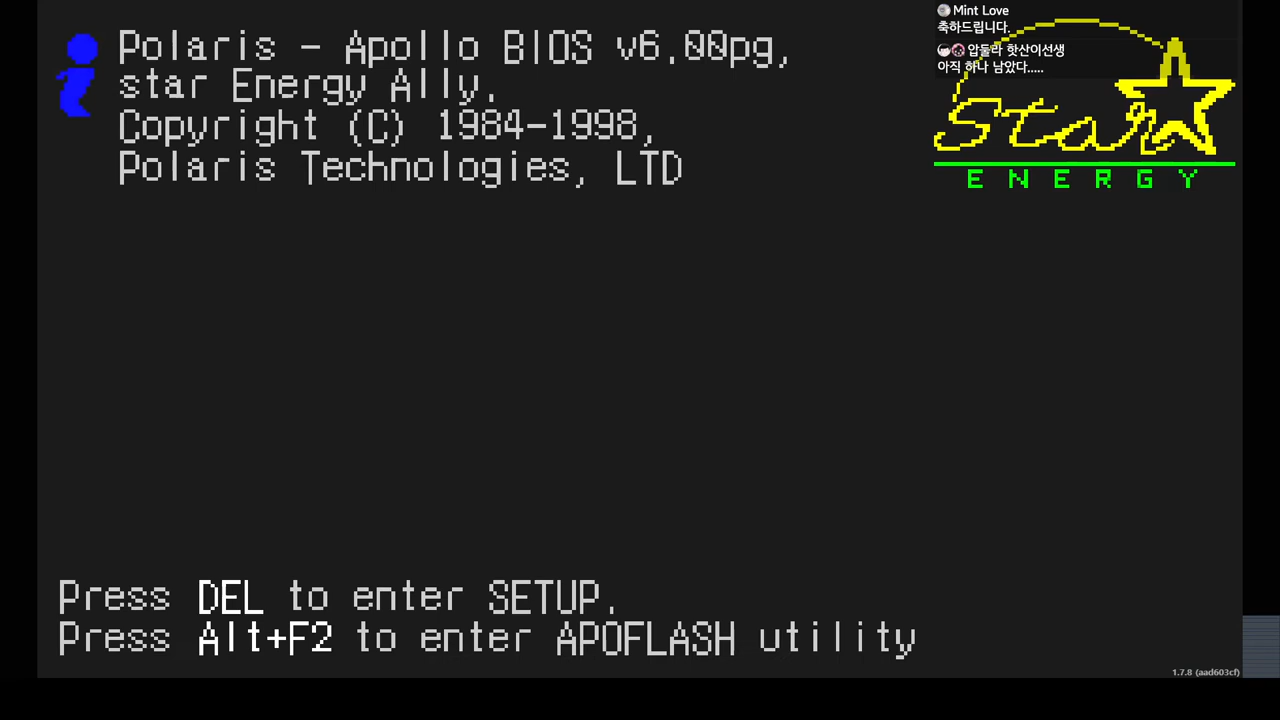 Polaris - Apollo BIOS v6.00pg,
star Energy Ally.
Copyright (C) 1984-1998,
Polaris Technologies, LTD
Mint Love
축하드립니다.
압둘라 핫산이선생
아직 하나 남았다.....
star
ENERGY
Press DEL to enter SETUP.
Press Alt+F2 to enter APOFLASH utility
1.7.8 (aad603cf)